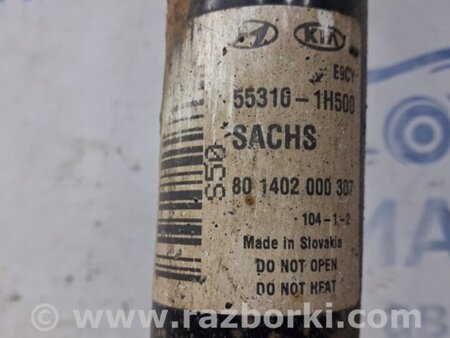 KIA
E9CY
55310-1H500
SACHS
S50
80 1402 000 307
104-1-2
Made in Slovakia
DO NOT OPEN
DO NOT HEAT
www.razborki.com